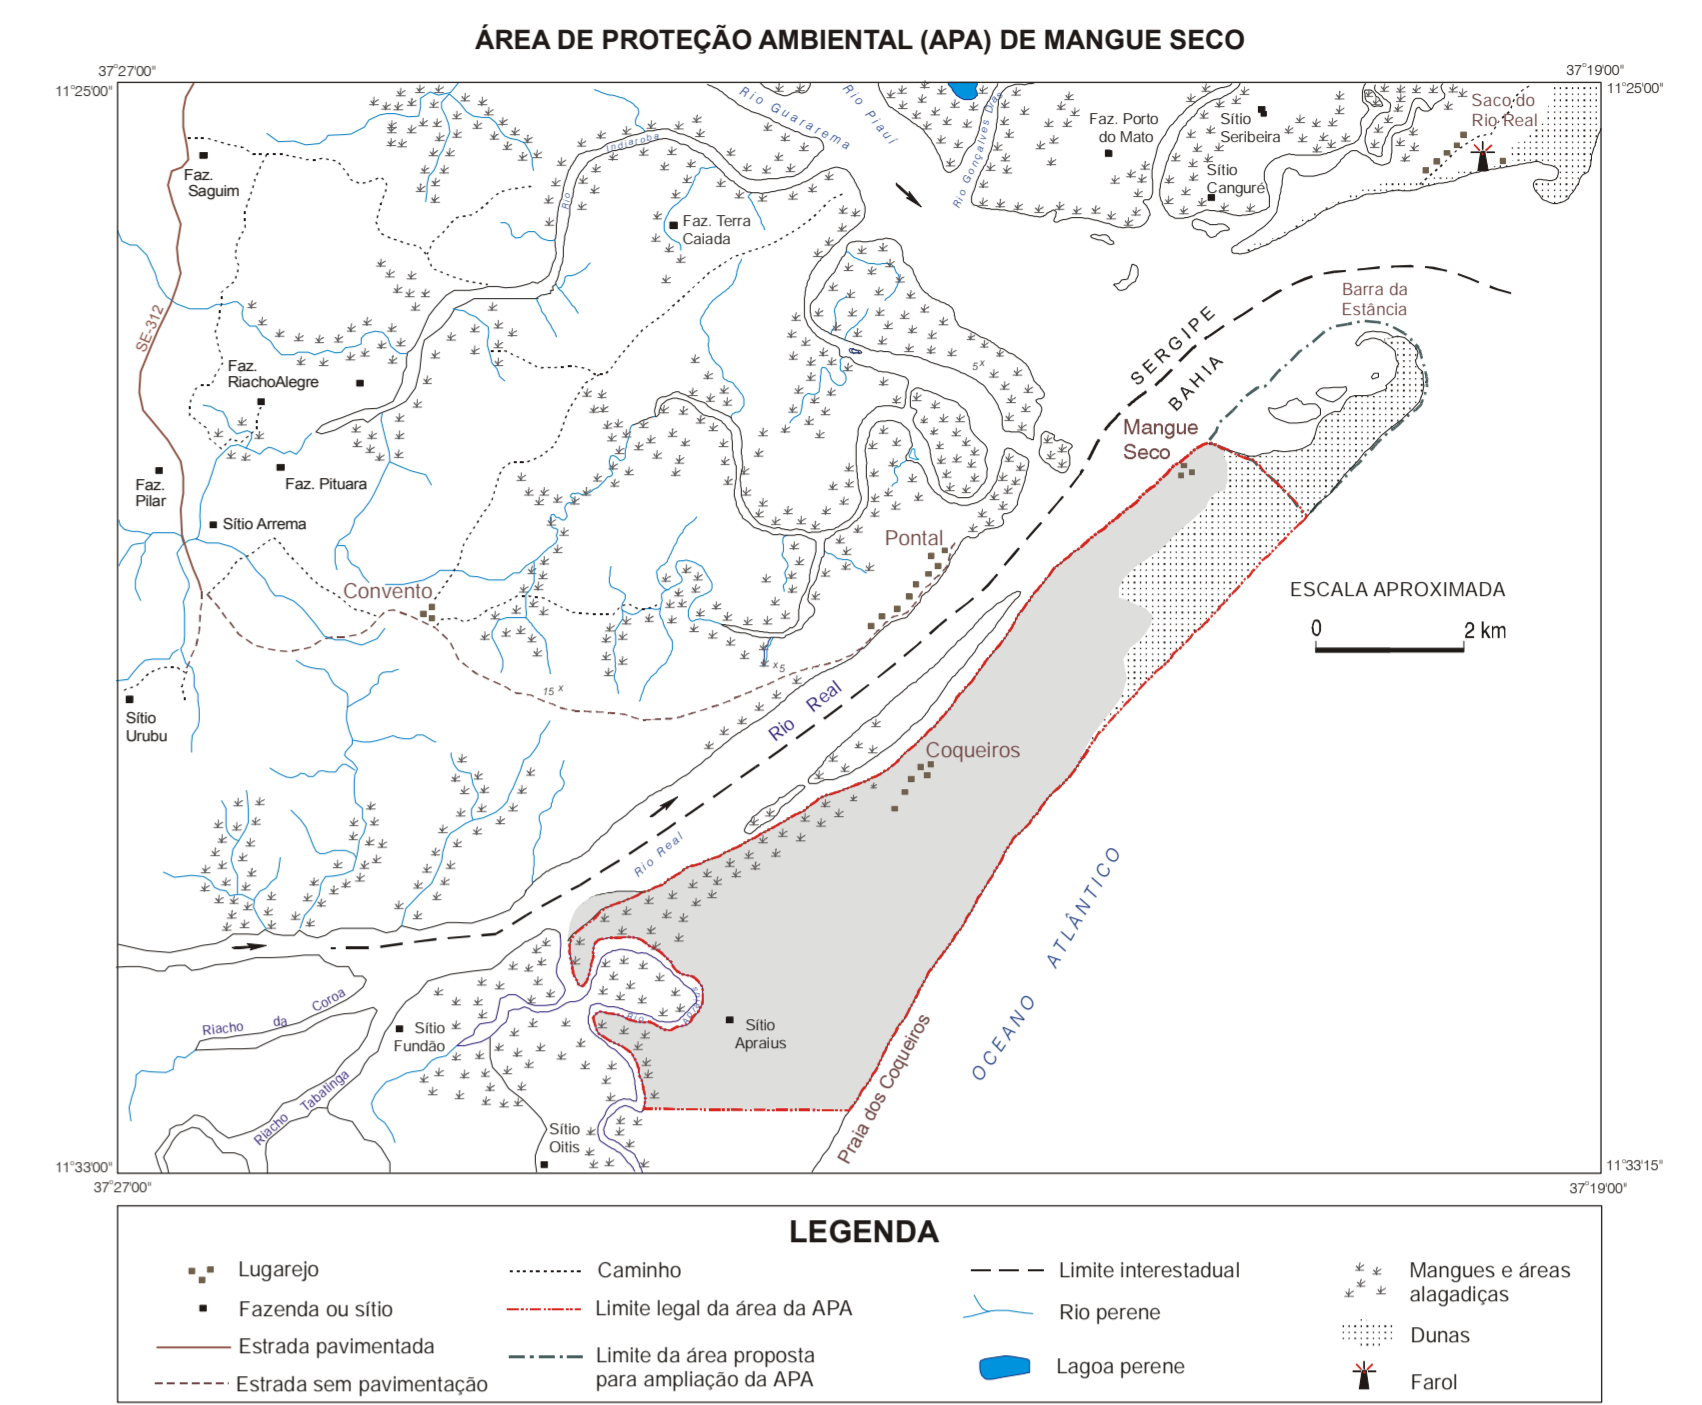 ÁREA DE PROTEÇÃO AMBIENTAL (APA) DE MANGUE SECO
37°27'00"
37°19'00"
11°25'00"
11°25'00"
Rio Guararema
Rio Piauí
Rio Gonçalves Dias
Faz. Porto
do Mato
Sítio
Seribeira
Saco do
Rio Real
Faz.
Saguim
Rio
Indiaroba
Sítio
Canguré
Faz. Terra
Caiada
SE-312
Barra da
Estância
SERGIPE
BAHIA
Faz.
RiachoAlegre
5 x
Mangue
Seco
Faz.
Pilar
Faz. Pituara
Sítio Arrema
Pontal
Convento
ESCALA APROXIMADA
0
2 km
x 5
15 x
Sítio
Urubu
Rio Real
Coqueiros
Rio Real
OCEANO ATLÂNTICO
Riacho da Coroa
Sítio
Fundão
Rio
Apraius
Sítio
Apraius
Riacho Tabatinga
Praia dos Coqueiros
Sítio
Oitis
11°33'00"
11°33'15"
37°27'00"
37°19'00"
LEGENDA
Lugarejo
Fazenda ou sítio
Estrada pavimentada
Estrada sem pavimentação
Caminho
Limite legal da área da APA
Limite da área proposta
para ampliação da APA
Limite interestadual
Rio perene
Lagoa perene
Mangues e áreas
alagadiças
Dunas
Farol